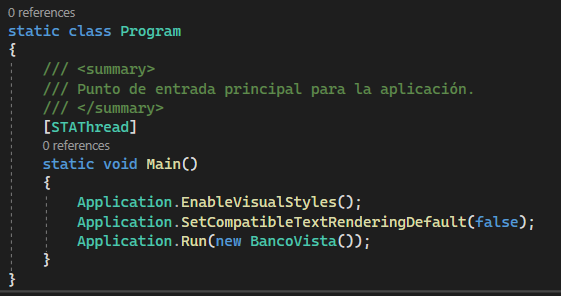 0 references
static class Program
{
/// <summary>
/// Punto de entrada principal para la aplicación.
/// </summary>
[STAThread]
0 references
static void Main()
{
Application.EnableVisualStyles();
Application.SetCompatibleTextRenderingDefault(false);
Application.Run(new BancoVista());
}
}